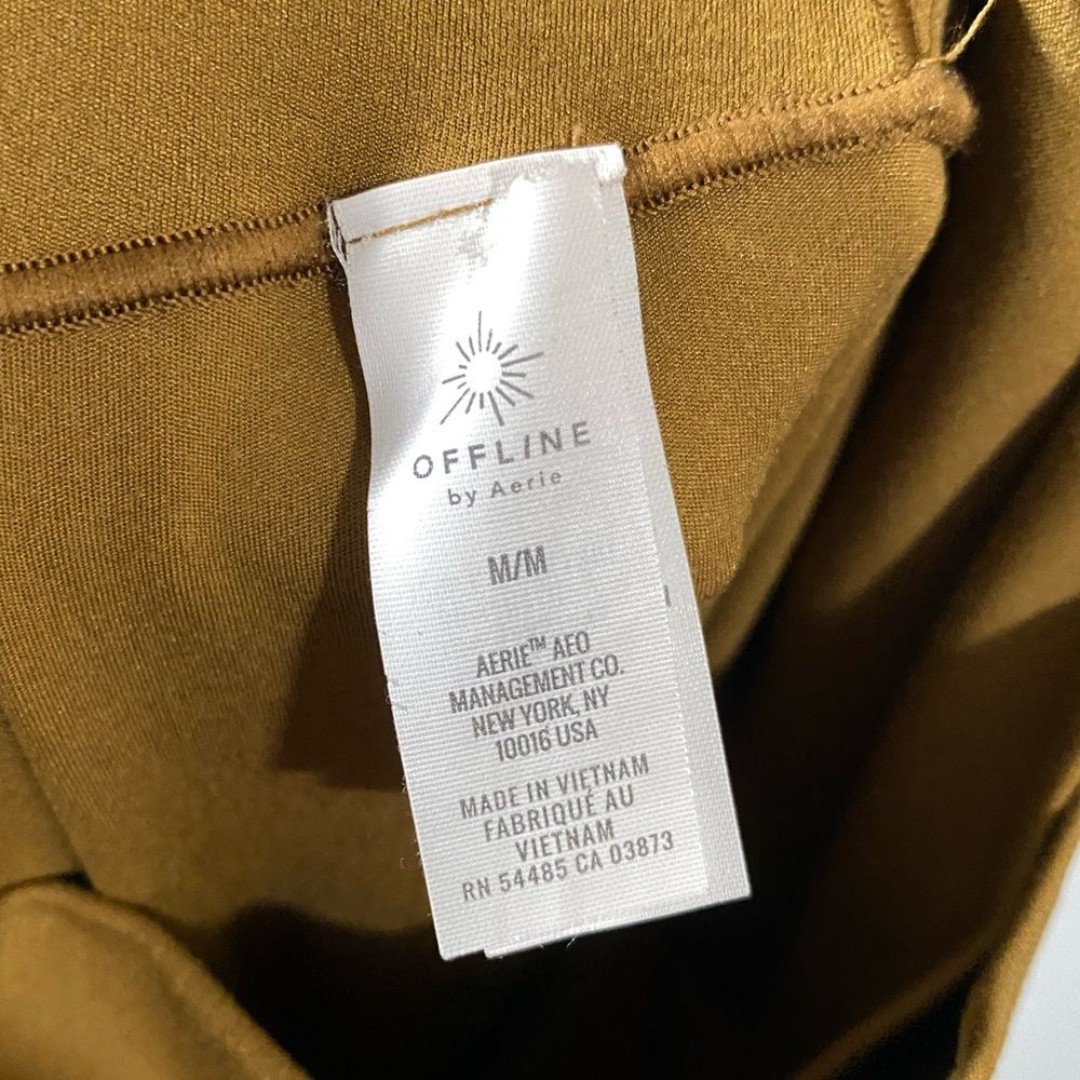 OFFLINE
by Aerie
M/M
AERIE™ AEO
MANAGEMENT CO.
NEW YORK, NY
10016 USA
MADE IN VIETNAM
FABRIQUÉ AU
VIETNAM
RN 54485 CA 03873